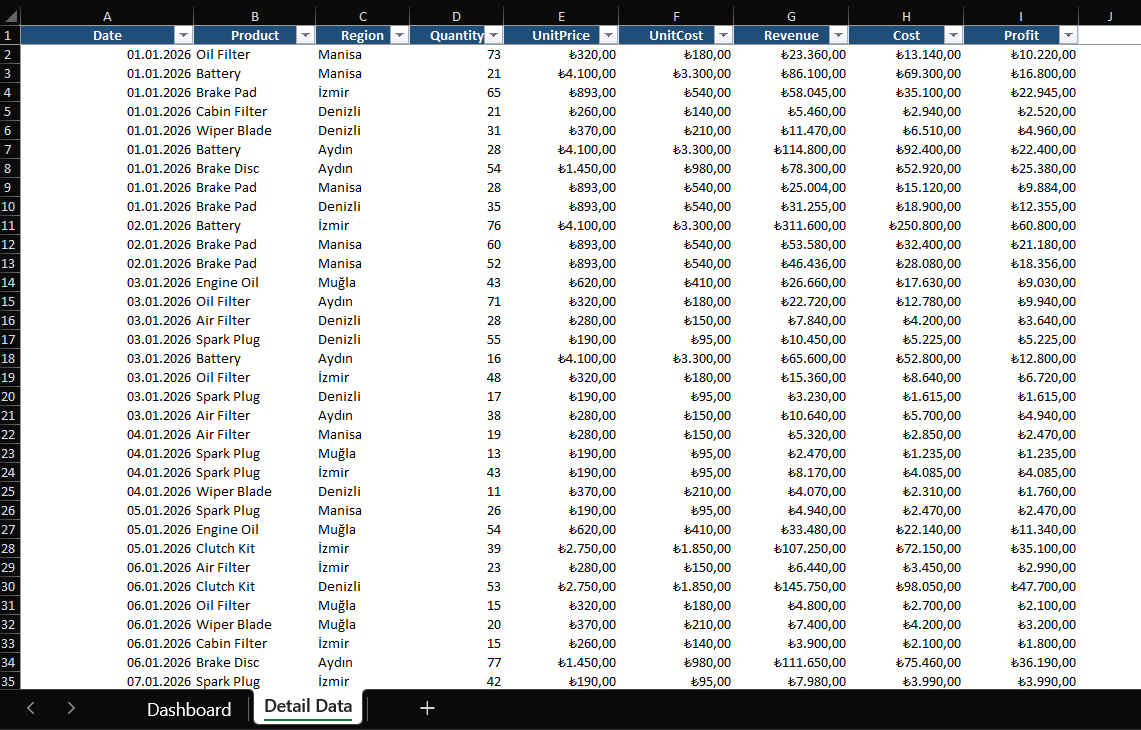 A B C D E F G H I J
1 Date Product Region Quantity UnitPrice UnitCost Revenue Cost Profit
2 01.01.2026 Oil Filter Manisa 73 ₺320,00 ₺180,00 ₺23.360,00 ₺13.140,00 ₺10.220,00
3 01.01.2026 Battery Manisa 21 ₺4.100,00 ₺3.300,00 ₺86.100,00 ₺69.300,00 ₺16.800,00
4 01.01.2026 Brake Pad İzmir 65 ₺893,00 ₺540,00 ₺58.045,00 ₺35.100,00 ₺22.945,00
5 01.01.2026 Cabin Filter Denizli 21 ₺260,00 ₺140,00 ₺5.460,00 ₺2.940,00 ₺2.520,00
6 01.01.2026 Wiper Blade Denizli 31 ₺370,00 ₺210,00 ₺11.470,00 ₺6.510,00 ₺4.960,00
7 01.01.2026 Battery Aydın 28 ₺4.100,00 ₺3.300,00 ₺114.800,00 ₺92.400,00 ₺22.400,00
8 01.01.2026 Brake Disc Aydın 54 ₺1.450,00 ₺980,00 ₺78.300,00 ₺52.920,00 ₺25.380,00
9 01.01.2026 Brake Pad Manisa 28 ₺893,00 ₺540,00 ₺25.004,00 ₺15.120,00 ₺9.884,00
10 01.01.2026 Brake Pad Denizli 35 ₺893,00 ₺540,00 ₺31.255,00 ₺18.900,00 ₺12.355,00
11 02.01.2026 Battery İzmir 76 ₺4.100,00 ₺3.300,00 ₺311.600,00 ₺250.800,00 ₺60.800,00
12 02.01.2026 Brake Pad Manisa 60 ₺893,00 ₺540,00 ₺53.580,00 ₺32.400,00 ₺21.180,00
13 02.01.2026 Brake Pad Manisa 52 ₺893,00 ₺540,00 ₺46.436,00 ₺28.080,00 ₺18.356,00
14 03.01.2026 Engine Oil Muğla 43 ₺620,00 ₺410,00 ₺26.660,00 ₺17.630,00 ₺9.030,00
15 03.01.2026 Oil Filter Aydın 71 ₺320,00 ₺180,00 ₺22.720,00 ₺12.780,00 ₺9.940,00
16 03.01.2026 Air Filter Denizli 28 ₺280,00 ₺150,00 ₺7.840,00 ₺4.200,00 ₺3.640,00
17 03.01.2026 Spark Plug Denizli 55 ₺190,00 ₺95,00 ₺10.450,00 ₺5.225,00 ₺5.225,00
18 03.01.2026 Battery Aydın 16 ₺4.100,00 ₺3.300,00 ₺65.600,00 ₺52.800,00 ₺12.800,00
19 03.01.2026 Oil Filter İzmir 48 ₺320,00 ₺180,00 ₺15.360,00 ₺8.640,00 ₺6.720,00
20 03.01.2026 Spark Plug Denizli 17 ₺190,00 ₺95,00 ₺3.230,00 ₺1.615,00 ₺1.615,00
21 03.01.2026 Air Filter Aydın 38 ₺280,00 ₺150,00 ₺10.640,00 ₺5.700,00 ₺4.940,00
22 04.01.2026 Air Filter Manisa 19 ₺280,00 ₺150,00 ₺5.320,00 ₺2.850,00 ₺2.470,00
23 04.01.2026 Spark Plug Muğla 13 ₺190,00 ₺95,00 ₺2.470,00 ₺1.235,00 ₺1.235,00
24 04.01.2026 Spark Plug İzmir 43 ₺190,00 ₺95,00 ₺8.170,00 ₺4.085,00 ₺4.085,00
25 04.01.2026 Wiper Blade Denizli 11 ₺370,00 ₺210,00 ₺4.070,00 ₺2.310,00 ₺1.760,00
26 05.01.2026 Spark Plug Manisa 26 ₺190,00 ₺95,00 ₺4.940,00 ₺2.470,00 ₺2.470,00
27 05.01.2026 Engine Oil Muğla 54 ₺620,00 ₺410,00 ₺33.480,00 ₺22.140,00 ₺11.340,00
28 05.01.2026 Clutch Kit İzmir 39 ₺2.750,00 ₺1.850,00 ₺107.250,00 ₺72.150,00 ₺35.100,00
29 06.01.2026 Air Filter İzmir 23 ₺280,00 ₺150,00 ₺6.440,00 ₺3.450,00 ₺2.990,00
30 06.01.2026 Clutch Kit Denizli 53 ₺2.750,00 ₺1.850,00 ₺145.750,00 ₺98.050,00 ₺47.700,00
31 06.01.2026 Oil Filter Muğla 15 ₺320,00 ₺180,00 ₺4.800,00 ₺2.700,00 ₺2.100,00
32 06.01.2026 Wiper Blade Muğla 20 ₺370,00 ₺210,00 ₺7.400,00 ₺4.200,00 ₺3.200,00
33 06.01.2026 Cabin Filter İzmir 15 ₺260,00 ₺140,00 ₺3.900,00 ₺2.100,00 ₺1.800,00
34 06.01.2026 Brake Disc Aydın 77 ₺1.450,00 ₺980,00 ₺111.650,00 ₺75.460,00 ₺36.190,00
35 07.01.2026 Spark Plug İzmir 42 ₺190,00 ₺95,00 ₺7.980,00 ₺3.990,00 ₺3.990,00
Dashboard Detail Data